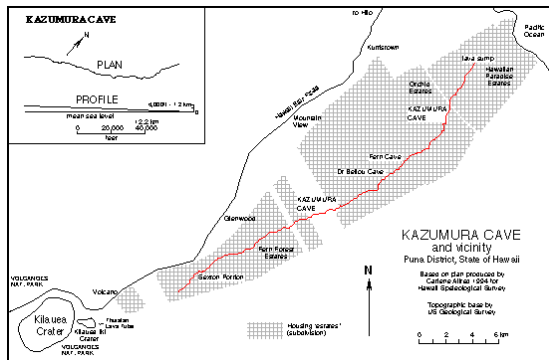 KAZUMURA CAVE
N
PLAN
PROFILE
mean sea level
0 20,000 40,000
feet
to Hilo
Pacific
Ocean
Kurtistown
lava sump
Hawaiian
Paradise
Estates
Orchid
Estates
KAZUMURA
CAVE
Mountain
View
Fern Cave
Dr Bellou Cave
KAZUMURA
CAVE
Glenwood
Fern Forest
Estates
Sexton Portion
VOLCANOES
NAT. PARK
Volcano
Kilauea
Crater
Kilauea Iki
Crater
Thurston
Lava Tube
VOLCANOES
NAT. PARK
KAZUMURA CAVE
and vicinity
Puna District, State of Hawaii
Based on plan produced by
Carlene Allred 1994 for
Hawaii Speleological Survey
Topographic base by
US Geological Survey
N
Housing 'estates'
(subdivision)
0 2 4 6 km